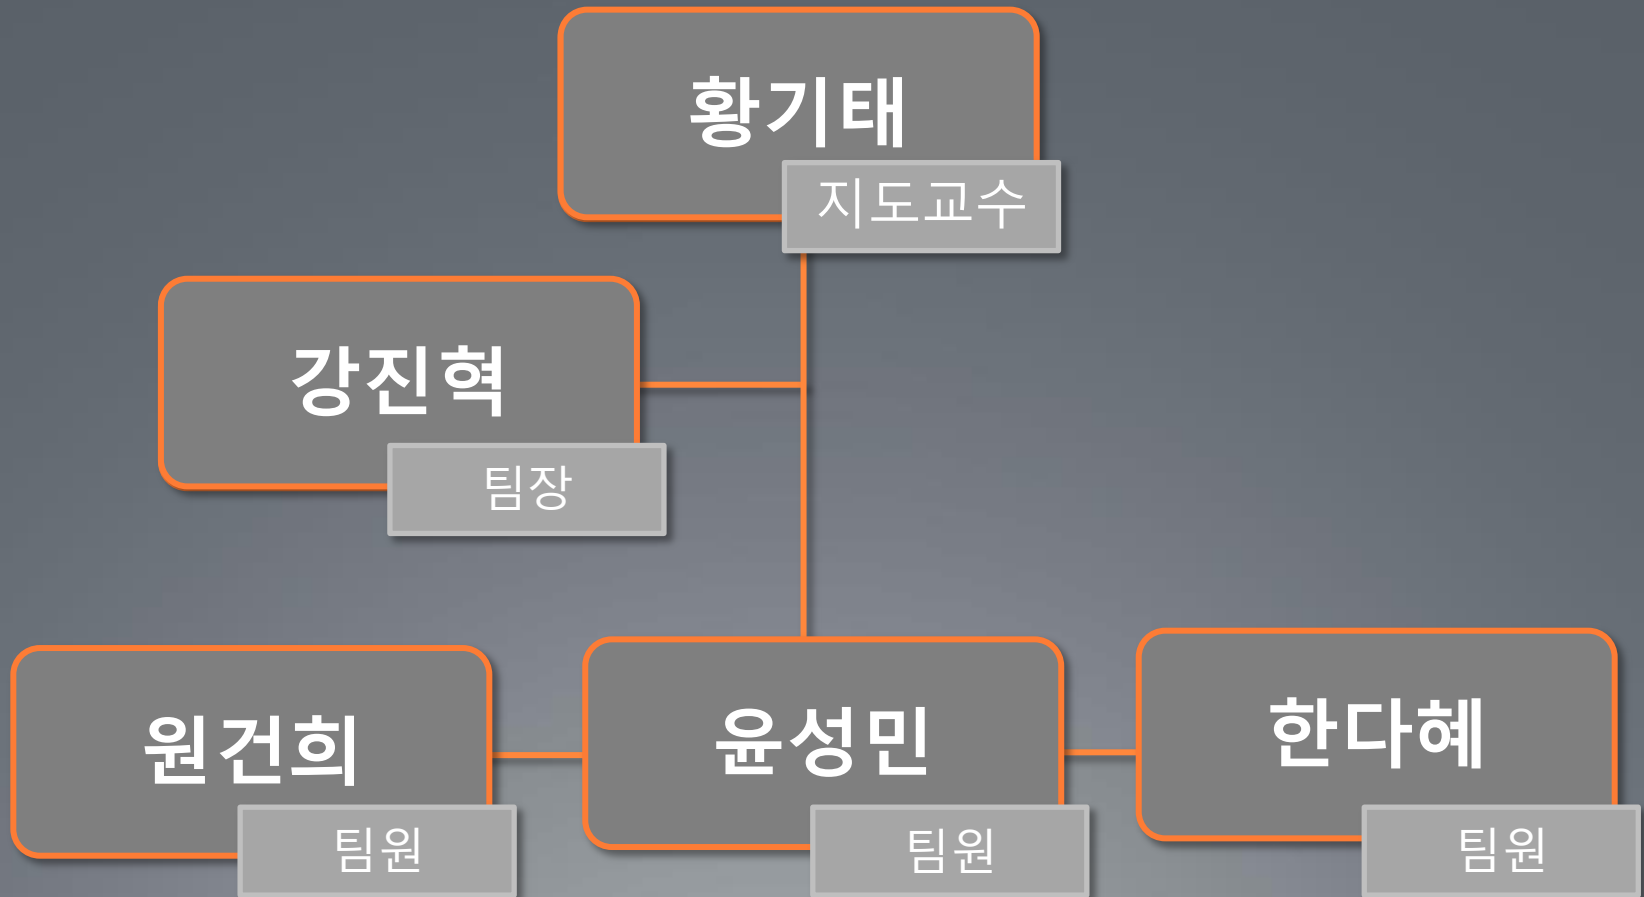 황기태
지도교수
강진혁
팀장
원건희
팀원
윤성민
팀원
한다혜
팀원